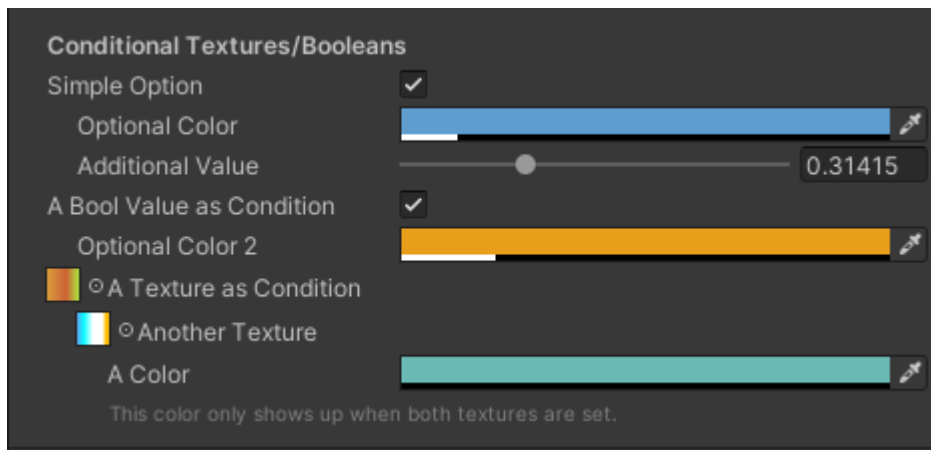 Conditional Textures/Booleans
Simple Option
Optional Color
Additional Value 0.31415
A Bool Value as Condition
Optional Color 2
A Texture as Condition
Another Texture
A Color
This color only shows up when both textures are set.